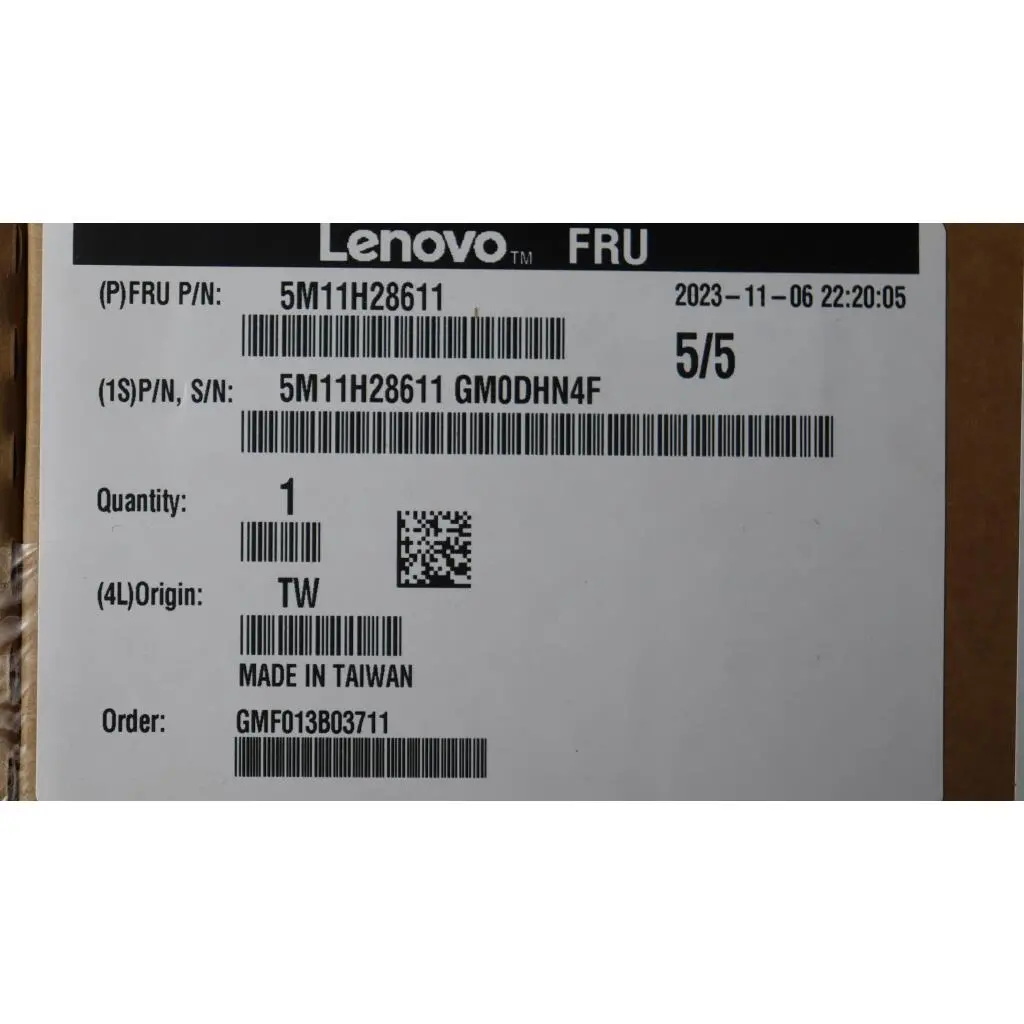 Lenovo™ FRU
(P)FRU P/N: 5M11H28611 2023-11-06 22:20:05
5/5
(1S)P/N, S/N: 5M11H28611 GM0DHN4F
Quantity: 1
(4L)Origin: TW
MADE IN TAIWAN
Order: GMF013B03711